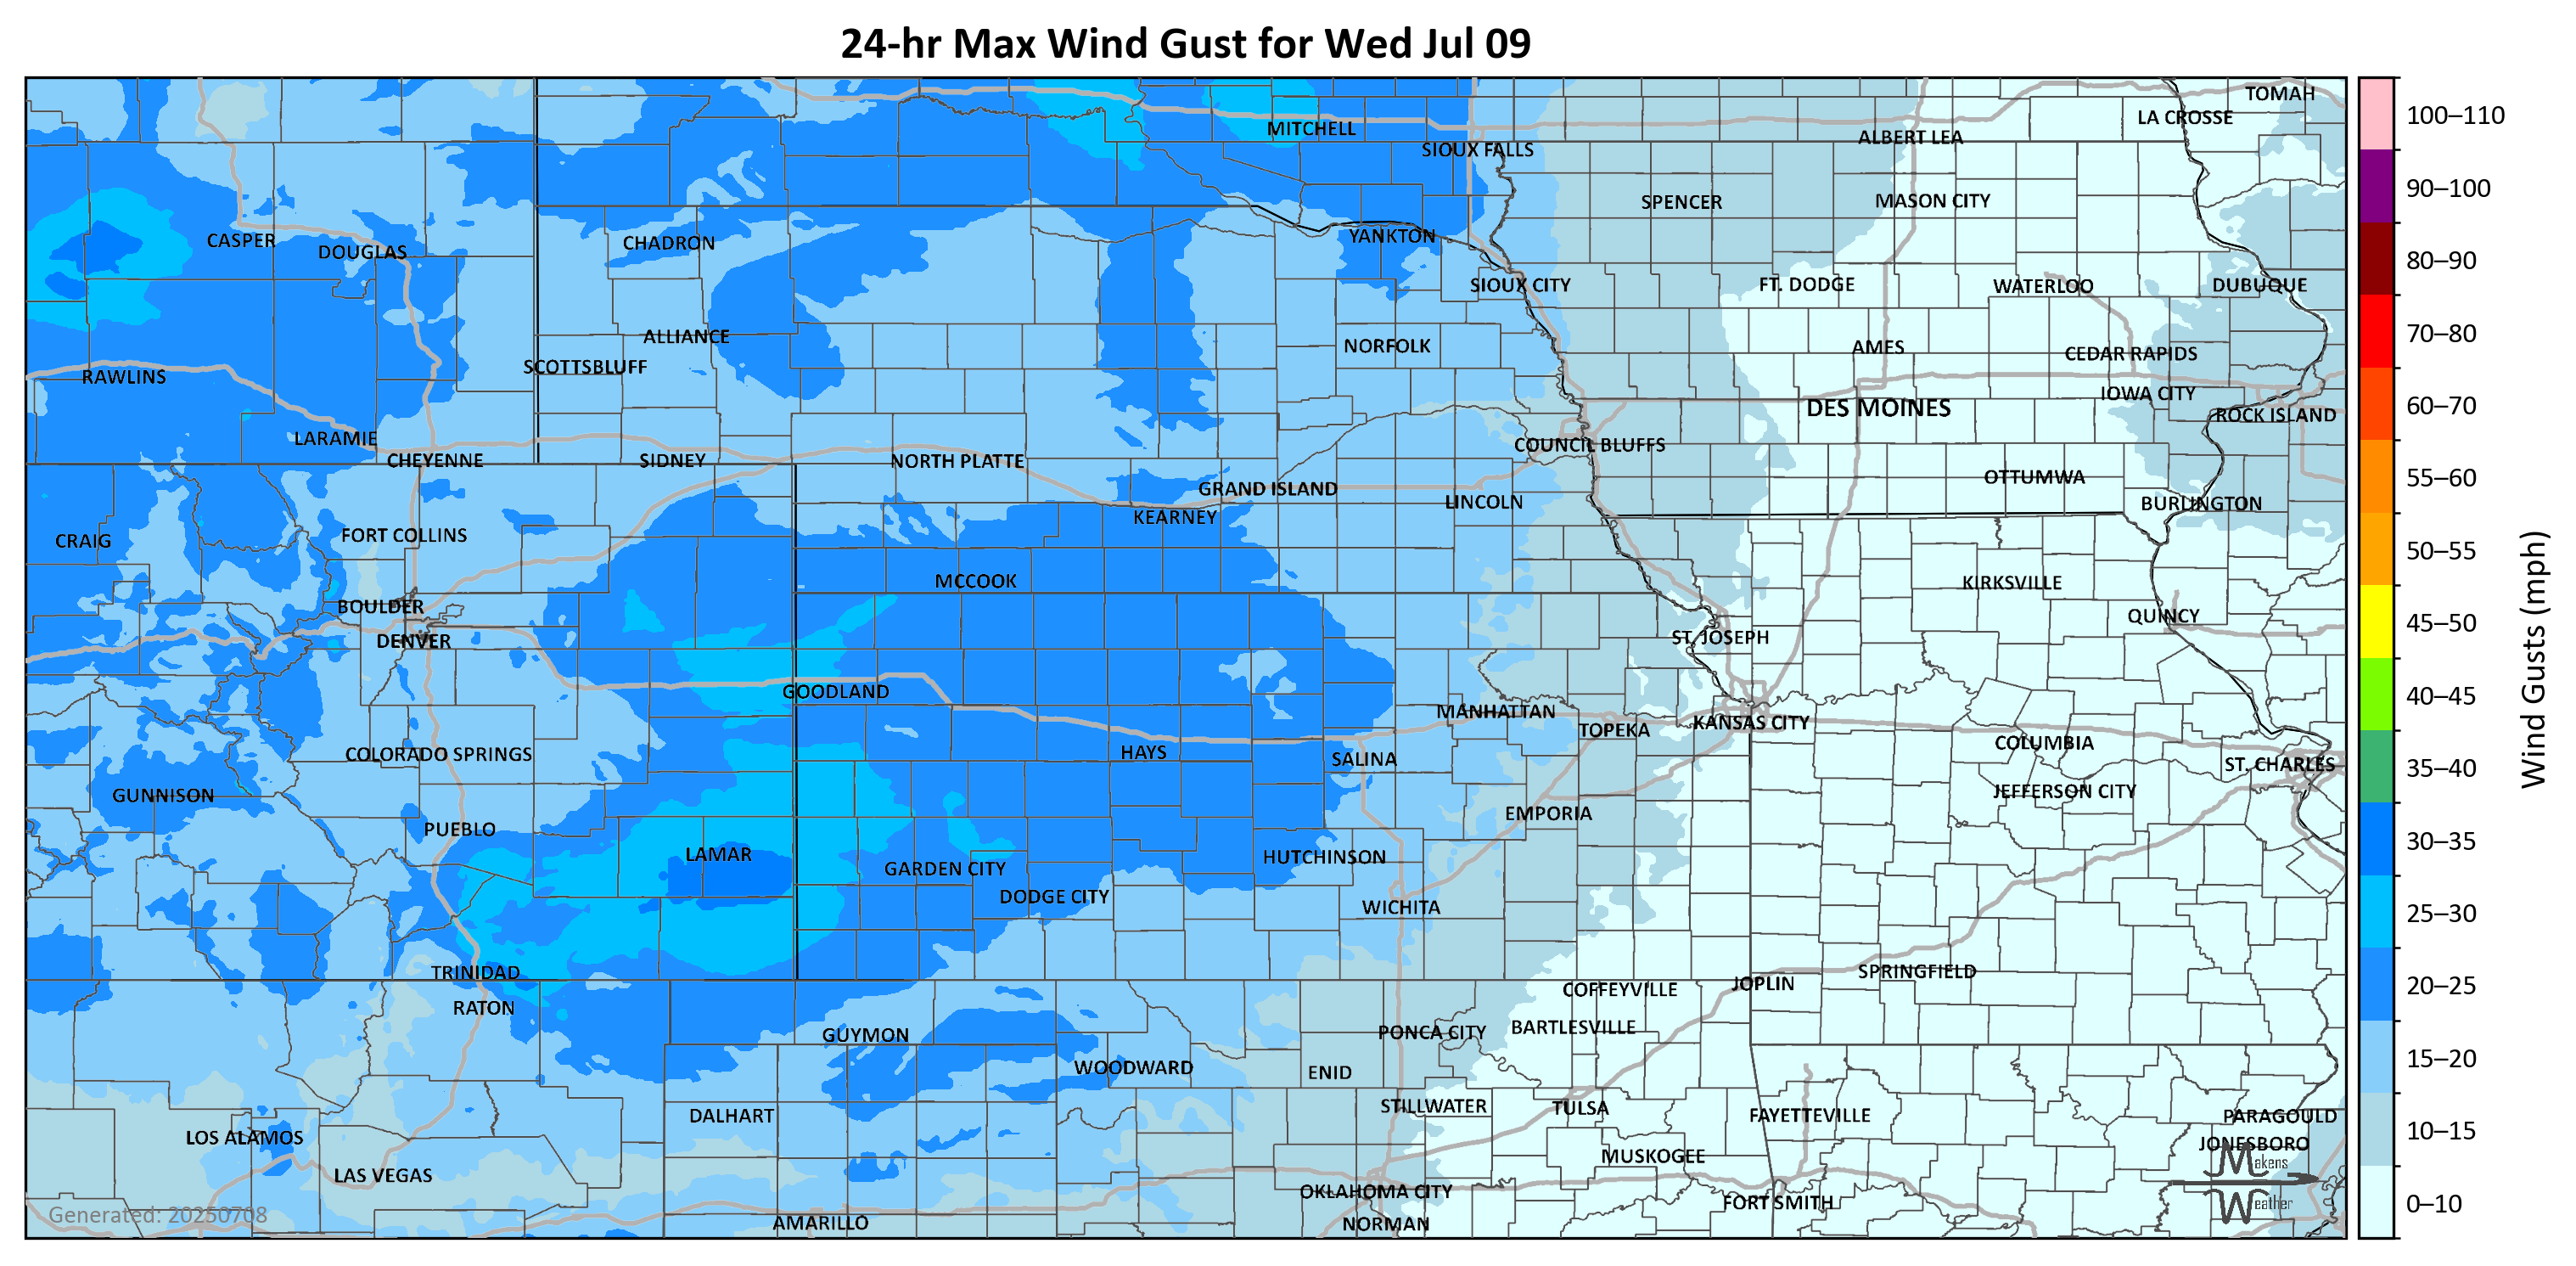 24-hr Max Wind Gust for Wed Jul 09
TOMAH
LA CROSSE
MITCHELL
ALBERT LEA
SIOUX FALLS
SPENCER
MASON CITY
YANKTON
CASPER
CHADRON
DOUGLAS
SIOUX CITY
FT. DODGE
WATERLOO
DUBUQUE
ALLIANCE
NORFOLK
AMES
CEDAR RAPIDS
SCOTTSBLUFF
RAWLINS
IOWA CITY
DES MOINES
ROCK ISLAND
LARAMIE
COUNCIL BLUFFS
CHEYENNE
SIDNEY
NORTH PLATTE
OTTUMWA
GRAND ISLAND
LINCOLN
BURLINGTON
KEARNEY
FORT COLLINS
CRAIG
MCCOOK
KIRKSVILLE
BOULDER
QUINCY
DENVER
ST. JOSEPH
GOODLAND
MANHATTAN
KANSAS CITY
TOPEKA
COLUMBIA
COLORADO SPRINGS
HAYS
SALINA
ST. CHARLES
GUNNISON
JEFFERSON CITY
EMPORIA
PUEBLO
LAMAR
HUTCHINSON
GARDEN CITY
DODGE CITY
WICHITA
TRINIDAD
SPRINGFIELD
JOPLIN
COFFEYVILLE
RATON
BARTLESVILLE
PONCA CITY
GUYMON
WOODWARD
ENID
STILLWATER
TULSA
DALHART
FAYETTEVILLE
PARAGOULD
LOS ALAMOS
JONESBORO
MUSKOGEE
LAS VEGAS
OKLAHOMA CITY
FORT SMITH
AMARILLO
NORMAN
Generated: 20250708
Makens
Weather
100–110
90–100
80–90
70–80
60–70
55–60
50–55
45–50
40–45
35–40
30–35
25–30
20–25
15–20
10–15
0–10
Wind Gusts (mph)